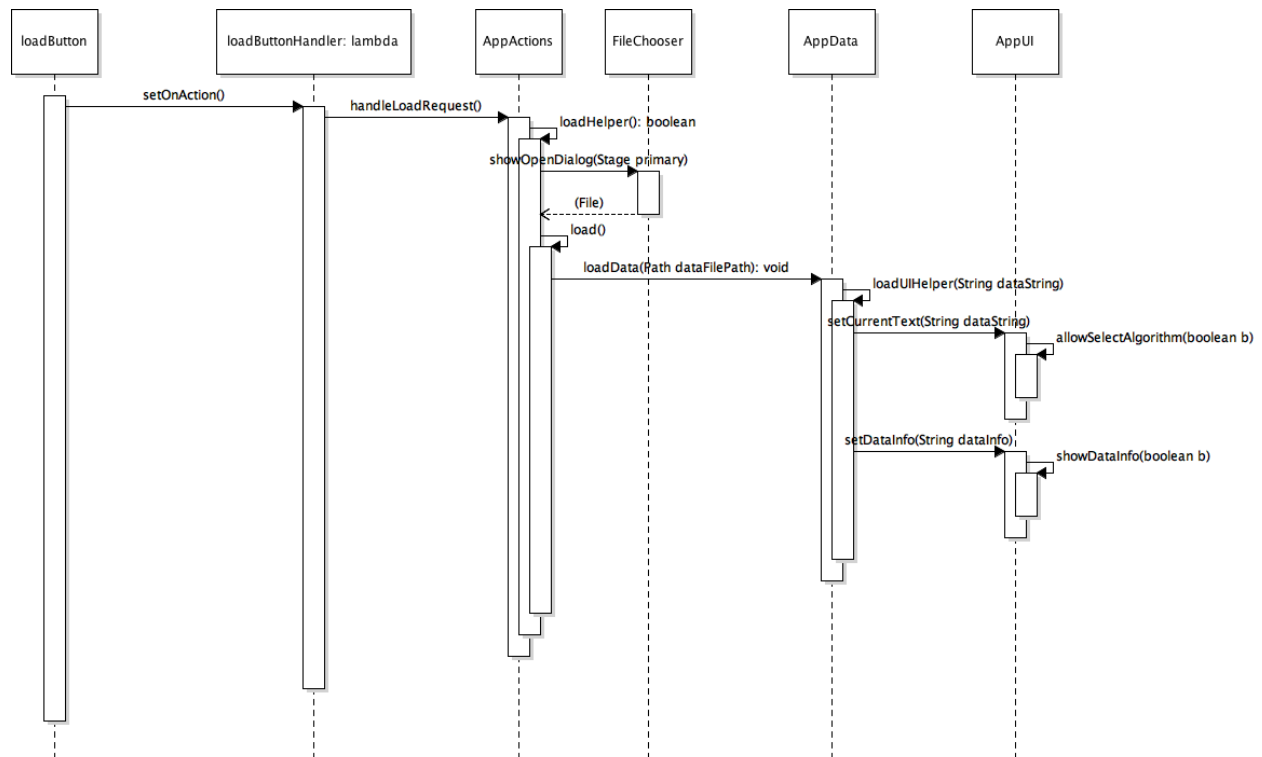 loadButton
loadButtonHandler: lambda
AppActions
FileChooser
AppData
AppUI
setOnAction()
handleLoadRequest()
loadHelper(): boolean
showOpenDialog(Stage primary)
(File)
load()
loadData(Path dataFilePath): void
loadUIHelper(String dataString)
setCurrentText(String dataString)
allowSelectAlgorithm(boolean b)
setDataInfo(String dataInfo)
showDataInfo(boolean b)